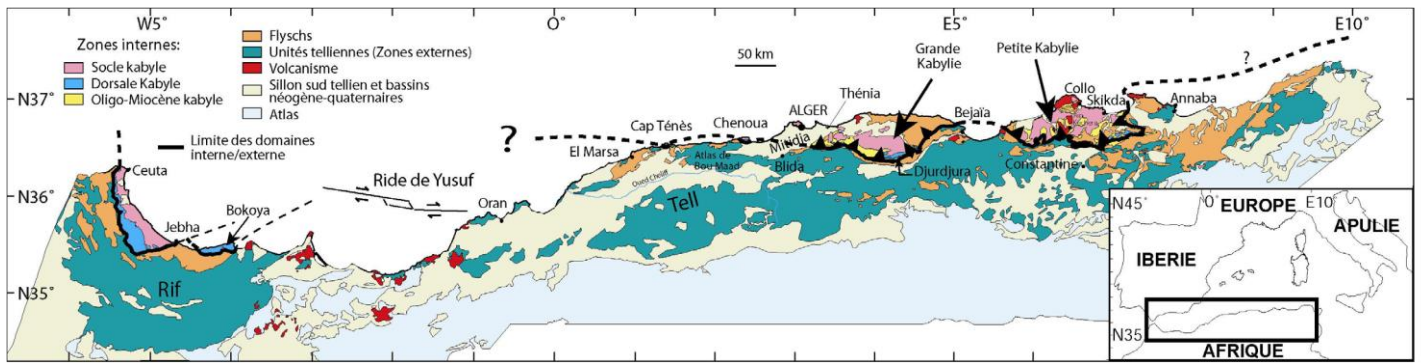 W5°
O°
E5°
E10°
Zones internes:
Socle kabyle
Dorsale Kabyle
Oligo-Miocène kabyle
Flyschs
Unités telliennes (Zones externes)
Volcanisme
Sillon sud tellien et bassins
néogène-quaternaires
Atlas
Limite des domaines
interne/externe
50 km
Grande
Kabylie
Petite Kabylie
?
N37°
N36°
N35°
Collo
Skikda
Annaba
Thénia
ALGER
Bejaïa
Chenoua
Cap Ténès
?
El Marsa
Mitidja
Atlas de
Bou Maad
Blida
Djurdjura
Constantine
Oued Cheliff
Ceuta
Ride de Yusuf
Oran
Tell
Bokoya
Jebha
Rif
N45°
0°
E10°
EUROPE
APULIE
IBERIE
N35°
AFRIQUE